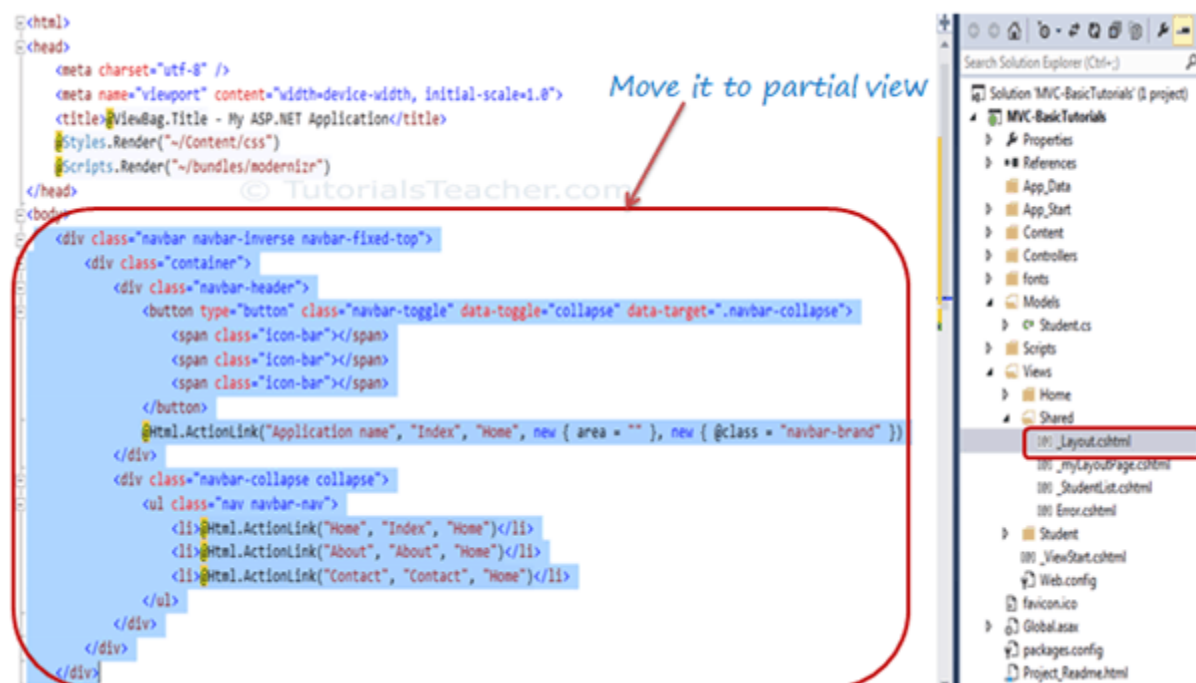 <html>
<head>
<meta charset="utf-8" />
<meta name="viewport" content="width=device-width, initial-scale=1.0">
<title>@ViewBag.Title - My ASP.NET Application</title>
@Styles.Render("~/Content/css")
@Scripts.Render("~/bundles/modernizr")
</head>
<body>
<div class="navbar navbar-inverse navbar-fixed-top">
<div class="container">
<div class="navbar-header">
<button type="button" class="navbar-toggle" data-toggle="collapse" data-target=".navbar-collapse">
<span class="icon-bar"></span>
<span class="icon-bar"></span>
<span class="icon-bar"></span>
</button>
@Html.ActionLink("Application name", "Index", "Home", new { area = "" }, new { @class = "navbar-brand" })
</div>
<div class="navbar-collapse collapse">
<ul class="nav navbar-nav">
<li>@Html.ActionLink("Home", "Index", "Home")</li>
<li>@Html.ActionLink("About", "About", "Home")</li>
<li>@Html.ActionLink("Contact", "Contact", "Home")</li>
</ul>
</div>
</div>
</div>
Move it to partial view
© TutorialsTeacher.com
Search Solution Explorer (Ctrl+;)
Solution 'MVC-BasicTutorials' (1 project)
MVC-BasicTutorials
Properties
References
App_Data
App_Start
Content
Controllers
fonts
Models
C# Student.cs
Scripts
Views
Home
Shared
_Layout.cshtml
_myLayoutPage.cshtml
_StudentList.cshtml
Error.cshtml
Student
_ViewStart.cshtml
Web.config
favicon.ico
Global.asax
packages.config
Project_Readme.html